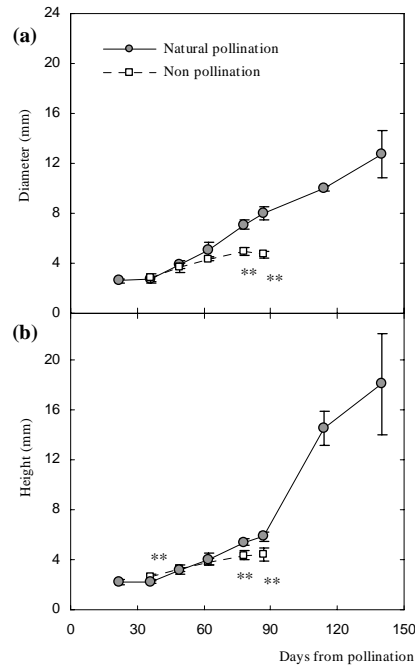 (a)
24
20
16
12
8
4
0
Diameter (mm)
Natural pollination
Non pollination
**
**
(b)
20
16
12
8
4
0
Height (mm)
**
**
**
0 30 60 90 120 150
Days from pollination